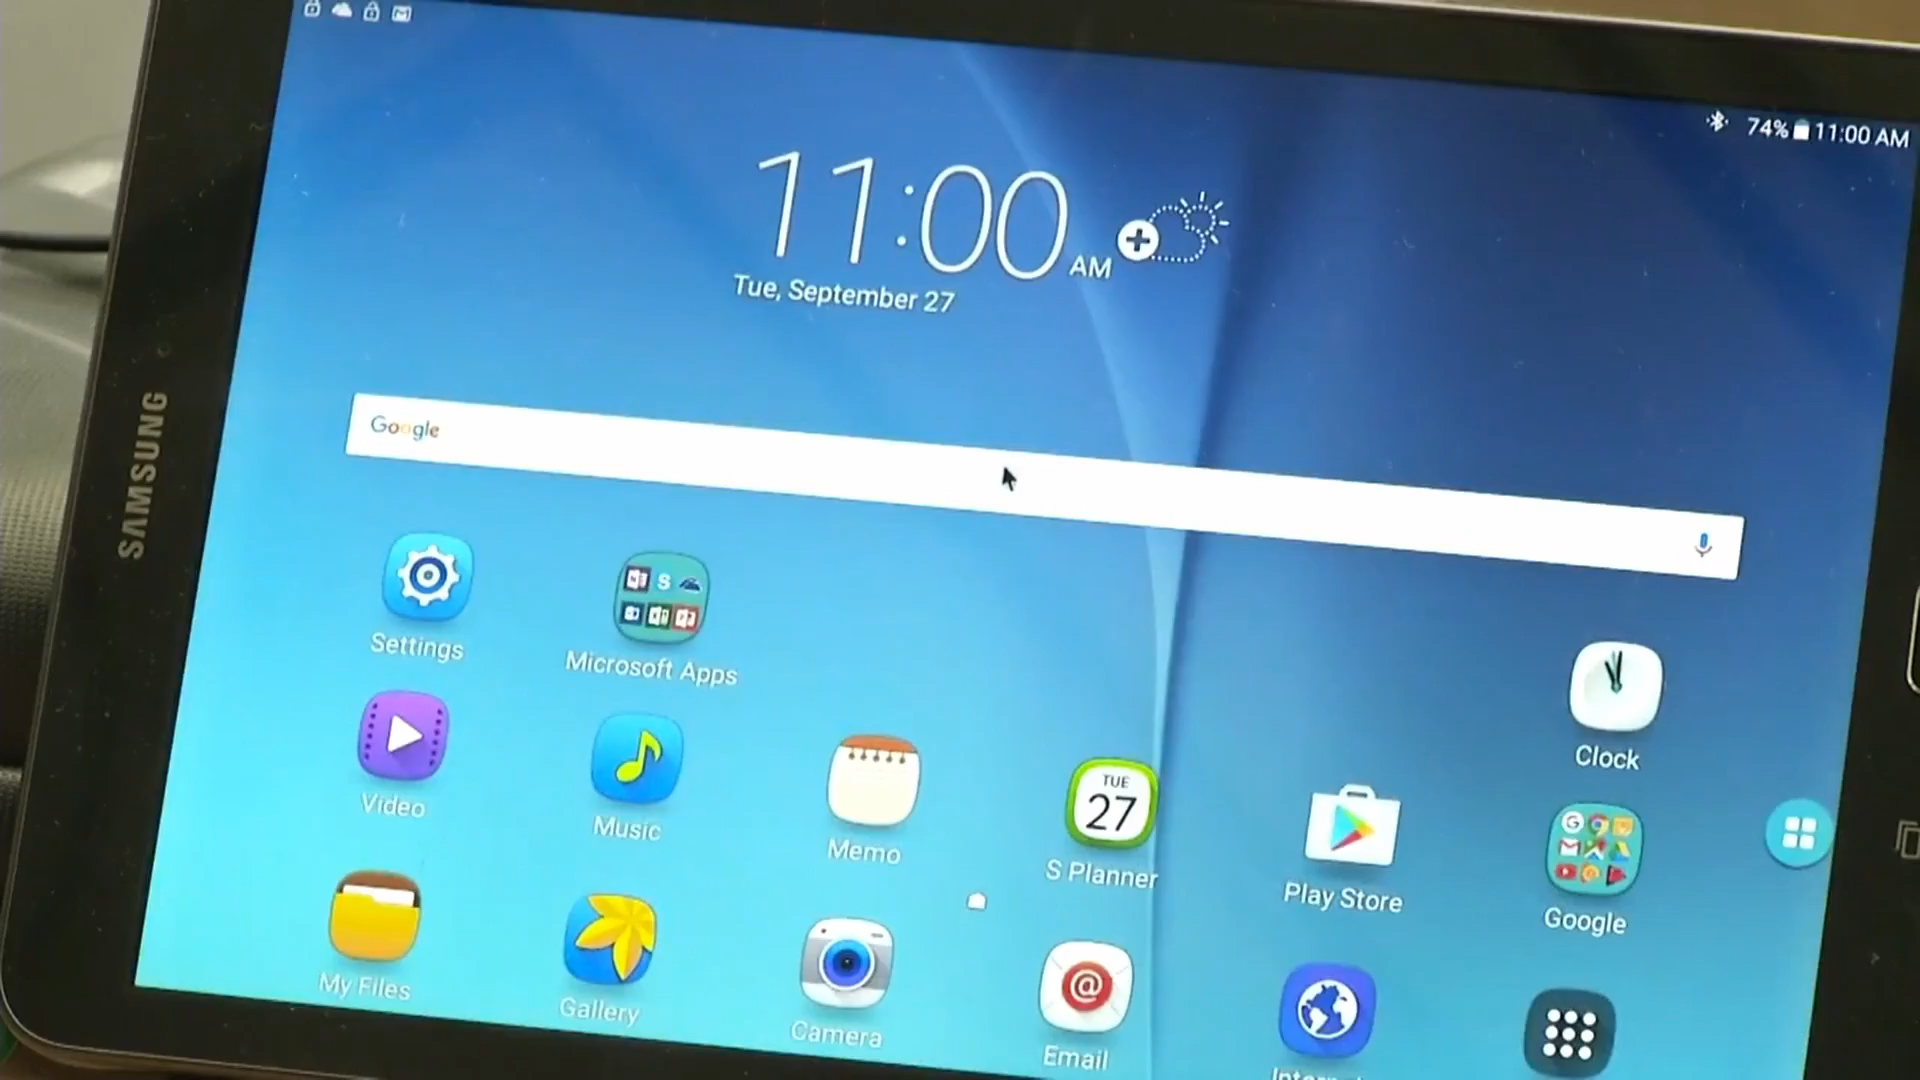 74% 11:00 AM
11:00 AM
Tue, September 27
Google
SAMSUNG
Settings
Microsoft Apps
Clock
Video
Music
Memo
TUE
27
S Planner
Play Store
Google
My Files
Gallery
Camera
@
Email